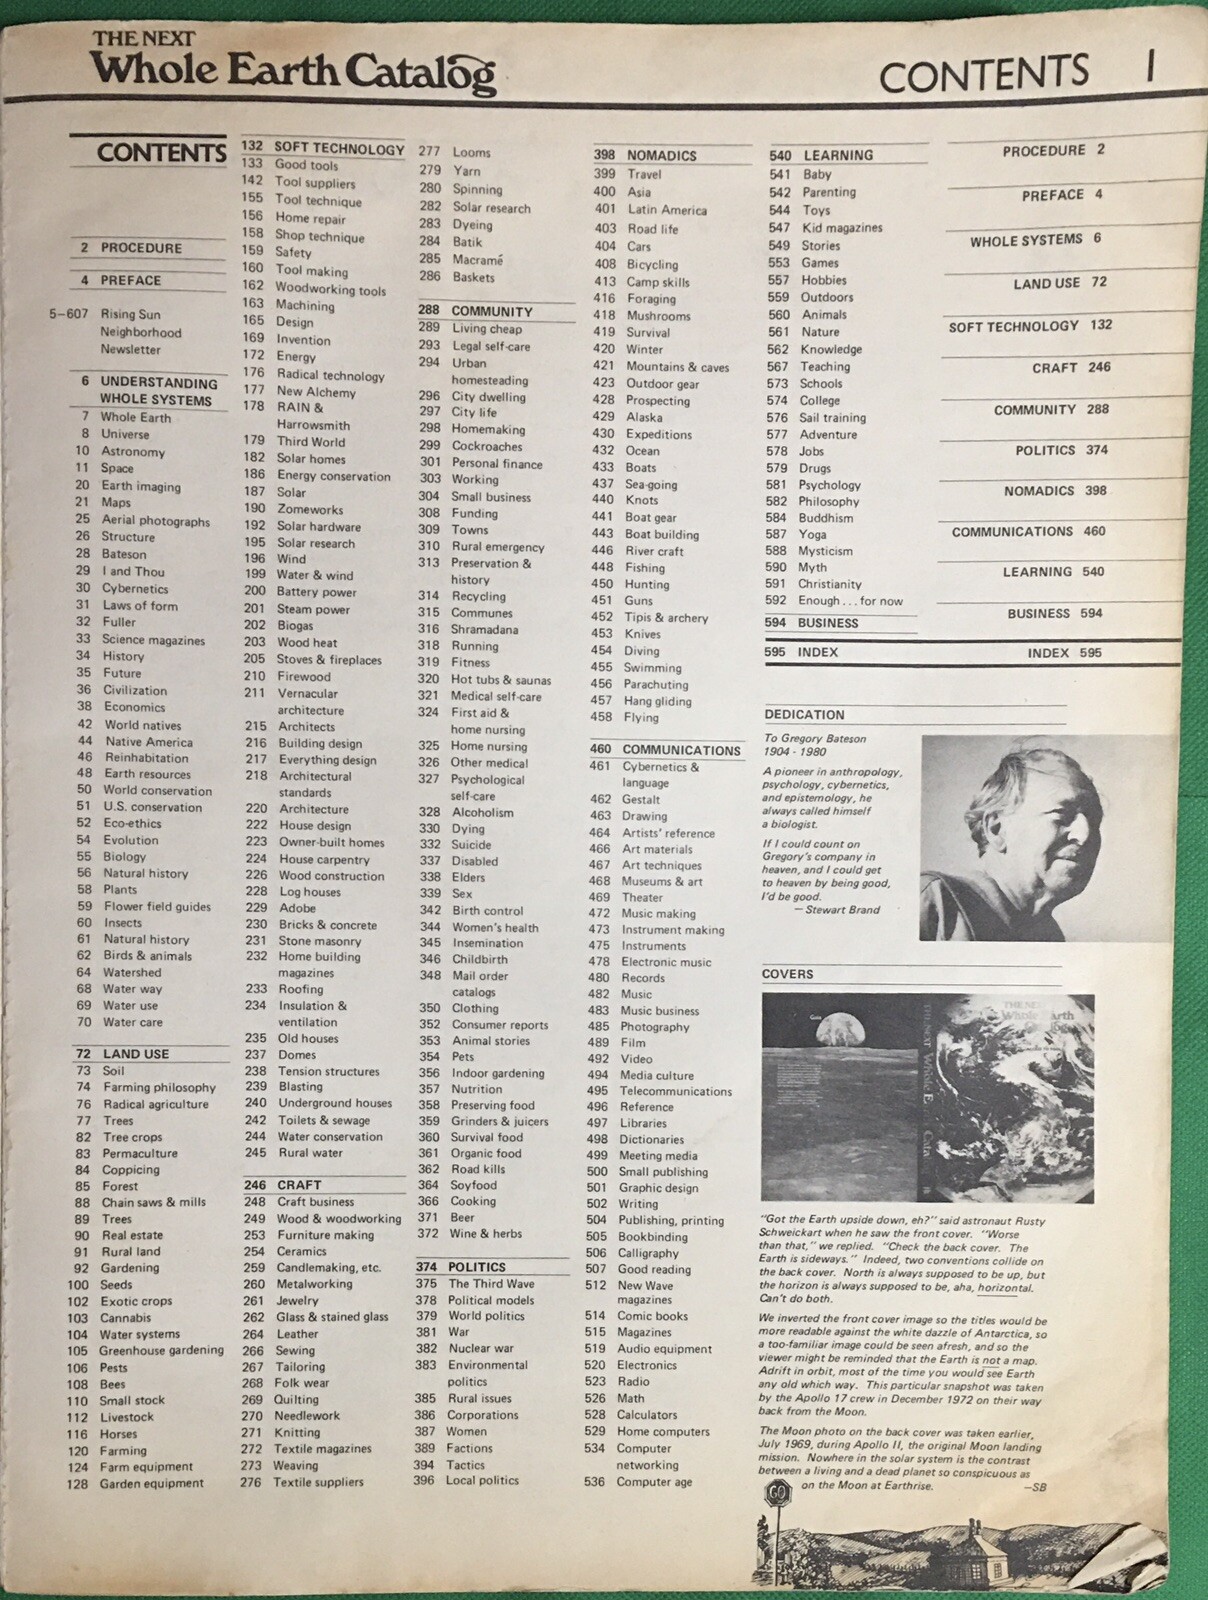 THE NEXT
Whole Earth Catalog
CONTENTS 1
CONTENTS
2 PROCEDURE
4 PREFACE
5–607 Rising Sun
Neighborhood
Newsletter
6 UNDERSTANDING
WHOLE SYSTEMS
7 Whole Earth
8 Universe
10 Astronomy
11 Space
20 Earth imaging
21 Maps
25 Aerial photographs
26 Structure
28 Bateson
29 I and Thou
30 Cybernetics
31 Laws of form
32 Fuller
33 Science magazines
34 History
35 Future
36 Civilization
38 Economics
42 World natives
44 Native America
46 Reinhabitation
48 Earth resources
50 World conservation
51 U.S. conservation
52 Eco-ethics
54 Evolution
55 Biology
56 Natural history
58 Plants
59 Flower field guides
60 Insects
61 Natural history
62 Birds & animals
64 Watershed
68 Water way
69 Water use
70 Water care
72 LAND USE
73 Soil
74 Farming philosophy
76 Radical agriculture
77 Trees
82 Tree crops
83 Permaculture
84 Coppicing
85 Forest
88 Chain saws & mills
89 Trees
90 Real estate
91 Rural land
92 Gardening
100 Seeds
102 Exotic crops
103 Cannabis
104 Water systems
105 Greenhouse gardening
106 Pests
108 Bees
110 Small stock
112 Livestock
116 Horses
120 Farming
124 Farm equipment
128 Garden equipment
132 SOFT TECHNOLOGY
133 Good tools
142 Tool suppliers
155 Tool technique
156 Home repair
158 Shop technique
159 Safety
160 Tool making
162 Woodworking tools
163 Machining
165 Design
169 Invention
172 Energy
176 Radical technology
177 New Alchemy
178 RAIN &
Harrowsmith
179 Third World
182 Solar homes
186 Energy conservation
187 Solar
190 Zomeworks
192 Solar hardware
195 Solar research
196 Wind
199 Water & wind
200 Battery power
201 Steam power
202 Biogas
203 Wood heat
205 Stoves & fireplaces
210 Firewood
211 Vernacular
architecture
215 Architects
216 Building design
217 Everything design
218 Architectural
standards
220 Architecture
222 House design
223 Owner-built homes
224 House carpentry
226 Wood construction
228 Log houses
229 Adobe
230 Bricks & concrete
231 Stone masonry
232 Home building
magazines
233 Roofing
234 Insulation &
ventilation
235 Old houses
237 Domes
238 Tension structures
239 Blasting
240 Underground houses
242 Toilets & sewage
244 Water conservation
245 Rural water
246 CRAFT
248 Craft business
249 Wood & woodworking
253 Furniture making
254 Ceramics
259 Candlemaking, etc.
260 Metalworking
261 Jewelry
262 Glass & stained glass
264 Leather
266 Sewing
267 Tailoring
268 Folk wear
269 Quilting
270 Needlework
271 Knitting
272 Textile magazines
273 Weaving
276 Textile suppliers
277 Looms
279 Yarn
280 Spinning
282 Solar research
283 Dyeing
284 Batik
285 Macramé
286 Baskets
288 COMMUNITY
289 Living cheap
293 Legal self-care
294 Urban
homesteading
296 City dwelling
297 City life
298 Homemaking
299 Cockroaches
301 Personal finance
303 Working
304 Small business
308 Funding
309 Towns
310 Rural emergency
313 Preservation &
history
314 Recycling
315 Communes
316 Shramadana
318 Running
319 Fitness
320 Hot tubs & saunas
321 Medical self-care
324 First aid &
home nursing
325 Home nursing
326 Other medical
327 Psychological
self-care
328 Alcoholism
330 Dying
332 Suicide
337 Disabled
338 Elders
339 Sex
342 Birth control
344 Women's health
345 Insemination
346 Childbirth
348 Mail order
catalogs
350 Clothing
352 Consumer reports
353 Animal stories
354 Pets
356 Indoor gardening
357 Nutrition
358 Preserving food
359 Grinders & juicers
360 Survival food
361 Organic food
362 Road kills
364 Soyfood
366 Cooking
371 Beer
372 Wine & herbs
374 POLITICS
375 The Third Wave
378 Political models
379 World politics
381 War
382 Nuclear war
383 Environmental
politics
385 Rural issues
386 Corporations
387 Women
389 Factions
394 Tactics
396 Local politics
398 NOMADICS
399 Travel
400 Asia
401 Latin America
403 Road life
404 Cars
408 Bicycling
413 Camp skills
416 Foraging
418 Mushrooms
419 Survival
420 Winter
421 Mountains & caves
423 Outdoor gear
428 Prospecting
429 Alaska
430 Expeditions
432 Ocean
433 Boats
437 Sea-going
440 Knots
441 Boat gear
443 Boat building
446 River craft
448 Fishing
450 Hunting
451 Guns
452 Tipis & archery
453 Knives
454 Diving
455 Swimming
456 Parachuting
457 Hang gliding
458 Flying
460 COMMUNICATIONS
461 Cybernetics &
language
462 Gestalt
463 Drawing
464 Artists' reference
466 Art materials
467 Art techniques
468 Museums & art
469 Theater
472 Music making
473 Instrument making
475 Instruments
478 Electronic music
480 Records
482 Music
483 Music business
485 Photography
489 Film
492 Video
494 Media culture
495 Telecommunications
496 Reference
497 Libraries
498 Dictionaries
499 Meeting media
500 Small publishing
501 Graphic design
502 Writing
504 Publishing, printing
505 Bookbinding
506 Calligraphy
507 Good reading
512 New Wave
magazines
514 Comic books
515 Magazines
519 Audio equipment
520 Electronics
523 Radio
526 Math
528 Calculators
529 Home computers
534 Computer
networking
536 Computer age
540 LEARNING
541 Baby
542 Parenting
544 Toys
547 Kid magazines
549 Stories
553 Games
557 Hobbies
559 Outdoors
560 Animals
561 Nature
562 Knowledge
567 Teaching
573 Schools
574 College
576 Sail training
577 Adventure
578 Jobs
579 Drugs
581 Psychology
582 Philosophy
584 Buddhism
587 Yoga
588 Mysticism
590 Myth
591 Christianity
592 Enough . . . for now
594 BUSINESS
595 INDEX
PROCEDURE 2
PREFACE 4
WHOLE SYSTEMS 6
LAND USE 72
SOFT TECHNOLOGY 132
CRAFT 246
COMMUNITY 288
POLITICS 374
NOMADICS 398
COMMUNICATIONS 460
LEARNING 540
BUSINESS 594
INDEX 595
DEDICATION
To Gregory Bateson
1904 - 1980
A pioneer in anthropology,
psychology, cybernetics,
and epistemology, he
always called himself
a biologist.
If I could count on
Gregory's company in
heaven, and I could get
to heaven by being good,
I'd be good.
— Stewart Brand
COVERS
Gaia
THE NEXT
Whole Earth
"Got the Earth upside down, eh?" said astronaut Rusty
Schweickart when he saw the front cover. "Worse
than that," we replied. "Check the back cover. The
Earth is sideways." Indeed, two conventions collide on
the back cover. North is always supposed to be up, but
the horizon is always supposed to be, aha, horizontal.
Can't do both.
We inverted the front cover image so the titles would be
more readable against the white dazzle of Antarctica, so
a too-familiar image could be seen afresh, and so the
viewer might be reminded that the Earth is not a map.
Adrift in orbit, most of the time you would see Earth
any old which way. This particular snapshot was taken
by the Apollo 17 crew in December 1972 on their way
back from the Moon.
The Moon photo on the back cover was taken earlier,
July 1969, during Apollo II, the original Moon landing
mission. Nowhere in the solar system is the contrast
between a living and a dead planet so conspicuous as
on the Moon at Earthrise. —SB
GO